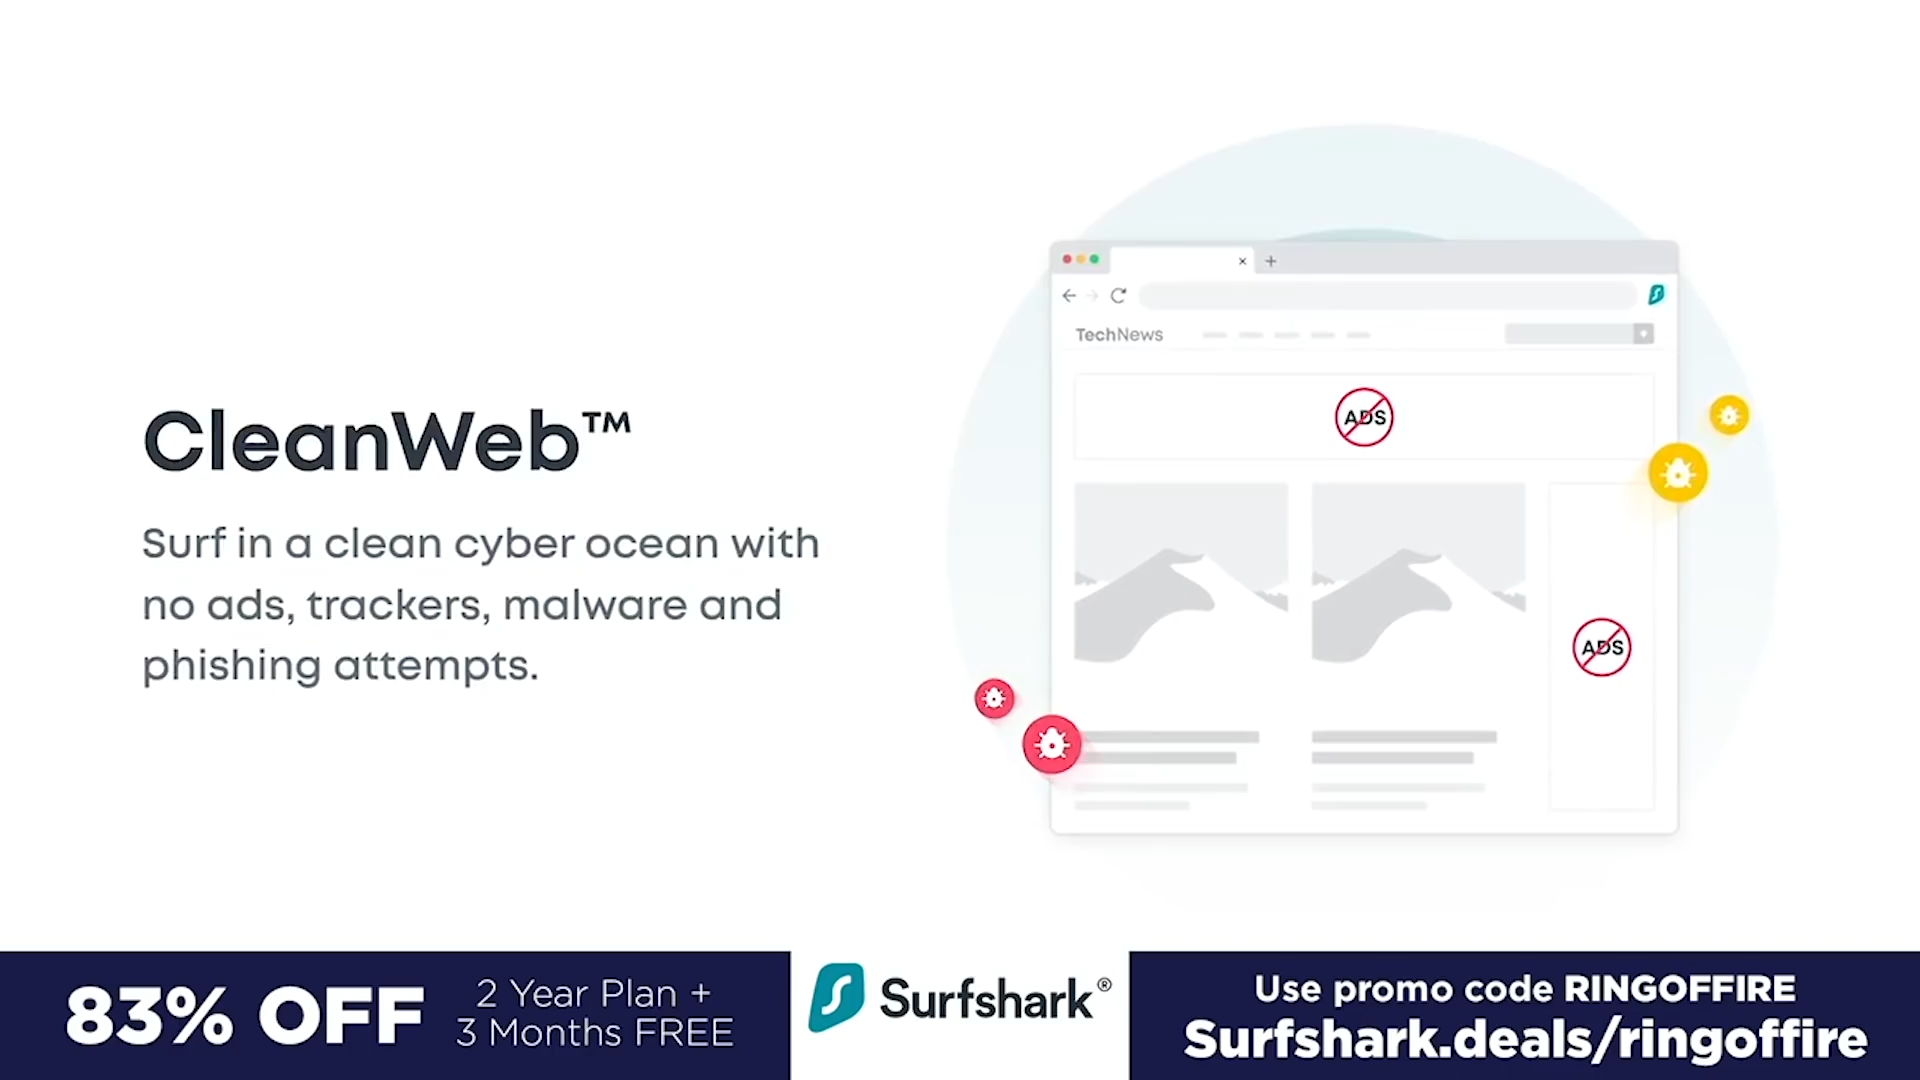 TechNews
ADS
CleanWeb™
Surf in a clean cyber ocean with
no ads, trackers, malware and
phishing attempts.
ADS
83% OFF
2 Year Plan +
3 Months FREE
Surfshark®
Use promo code RINGOFFIRE
Surfshark.deals/ringoffire